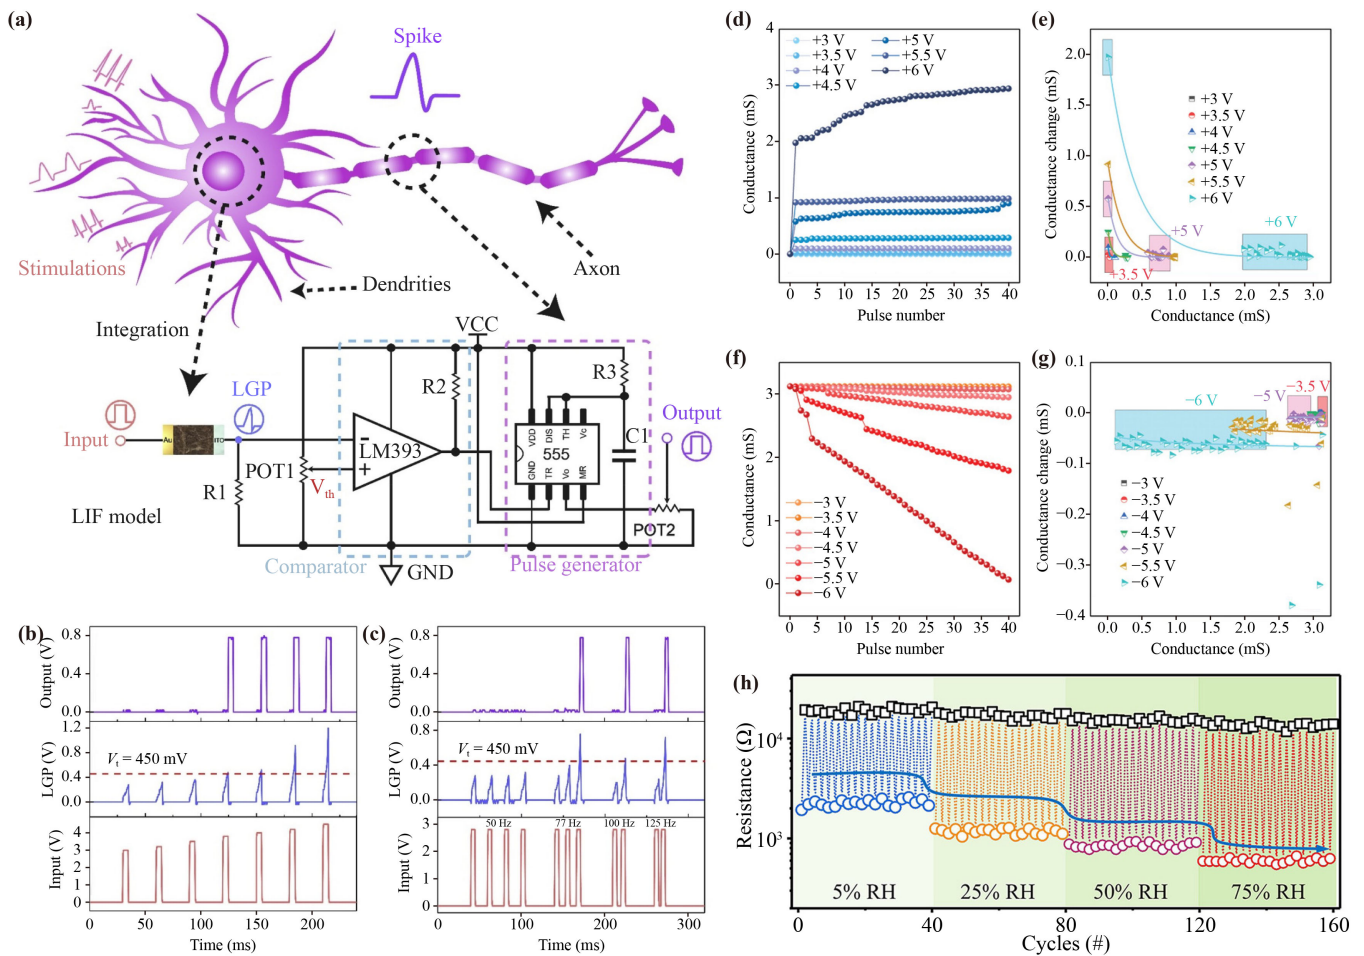 (a)
Spike
Stimulations
Dendrities
Axon
Integration
VCC
LGP
Input
Au
ITO
R1
POT1
Vth
LM393
−
+
R2
R3
VDD
DIS
TH
Vc
555
GND
TR
Vo
MR
C1
Output
POT2
LIF model
Comparator
GND
Pulse generator
(b)
Output (V)
0.8
0.4
0.0
LGP (V)
1.2
0.8
0.4
0.0
Vt = 450 mV
Input (V)
4
3
2
1
0
0 50 100 150 200
Time (ms)
(c)
Output (V)
0.8
0.4
0.0
LGP (V)
0.8
0.4
0.0
Vt = 450 mV
50 Hz 77 Hz 100 Hz 125 Hz
Input (V)
3
2
1
0
0 100 200 300
Time (ms)
(d)
Conductance (mS)
4
3
2
1
0
+3 V
+3.5 V
+4 V
+4.5 V
+5 V
+5.5 V
+6 V
0 5 10 15 20 25 30 35 40
Pulse number
(e)
Conductance change (mS)
2.0
1.5
1.0
0.5
0.0
+3 V
+3.5 V
+4 V
+4.5 V
+5 V
+5.5 V
+6 V
+6 V
+5 V
+3.5 V
0.0 0.5 1.0 1.5 2.0 2.5 3.0
Conductance (mS)
(f)
Conductance (mS)
3
2
1
0
−3 V
−3.5 V
−4 V
−4.5 V
−5 V
−5.5 V
−6 V
0 5 10 15 20 25 30 35 40
Pulse number
(g)
Conductance change (mS)
0.1
0.0
−0.1
−0.2
−0.3
−0.4
−6 V
−5 V
−3.5 V
−3 V
−3.5 V
−4 V
−4.5 V
−5 V
−5.5 V
−6 V
0.0 0.5 1.0 1.5 2.0 2.5 3.0
Conductance (mS)
(h)
Resistance (Ω)
10⁴
10³
5% RH 25% RH 50% RH 75% RH
0 40 80 120 160
Cycles (#)